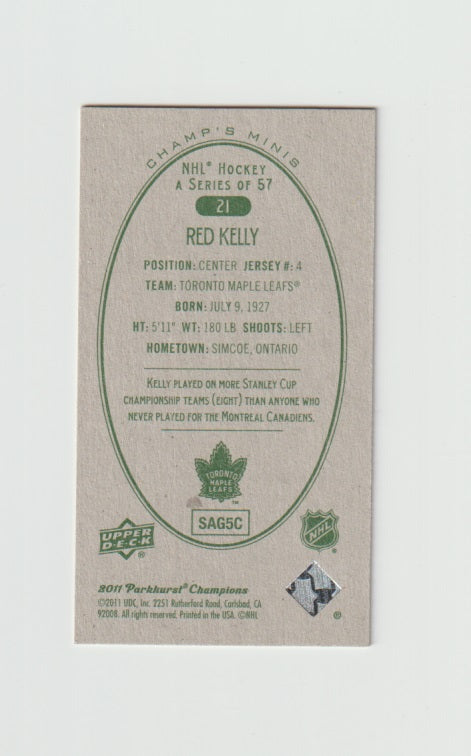 CHAMP'S MINIS
NHL® HOCKEY
A SERIES OF 57
21
RED KELLY
POSITION: CENTER JERSEY #: 4
TEAM: TORONTO MAPLE LEAFS®
BORN: JULY 9, 1927
HT: 5'11" WT: 180 LB SHOOTS: LEFT
HOMETOWN: SIMCOE, ONTARIO
KELLY PLAYED ON MORE STANLEY CUP
CHAMPIONSHIP TEAMS (EIGHT) THAN ANYONE WHO
NEVER PLAYED FOR THE MONTREAL CANADIENS.
TORONTO
MAPLE
LEAFS
™
SAG5C
UPPER
D·E·C·K
®
NHL
®
2011 Parkhurst® Champions
©2011 UDC, Inc. 2251 Rutherford Road, Carlsbad, CA
92008. All rights reserved. Printed in the USA. ©NHL
®